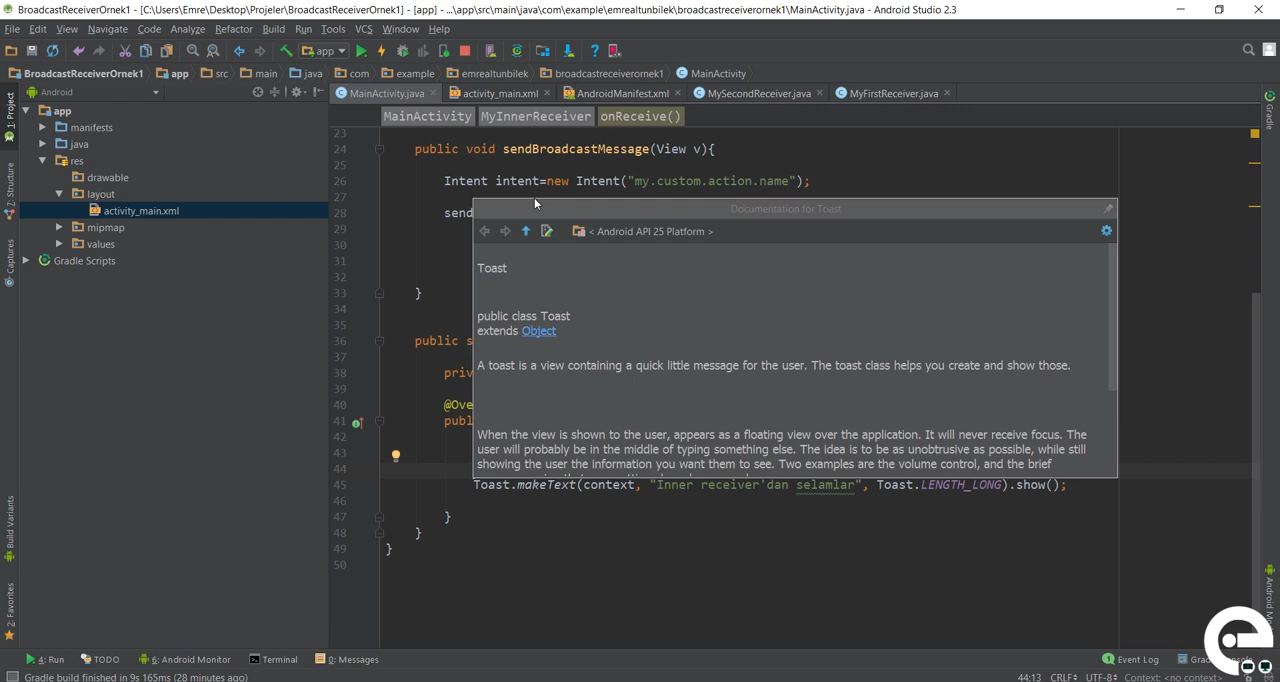 BroadcastReceiverOrnek1 - [C:\Users\Emre\Desktop\Projeler\BroadcastReceiverOrnek1] - [app] - ...\app\src\main\java\com\example\emrealtunbilek\broadcastreceiverornek1\MainActivity.java - Android Studio 2.3
File Edit View Navigate Code Analyze Refactor Build Run Tools VCS Window Help
app
BroadcastReceiverOrnek1 app src main java com example emrealtunbilek broadcastreceiverornek1 MainActivity
1: Project
Z: Structure
Captures
Build Variants
2: Favorites
Android
app
manifests
java
res
drawable
layout
activity_main.xml
mipmap
values
Gradle Scripts
MainActivity.java activity_main.xml AndroidManifest.xml MySecondReceiver.java MyFirstReceiver.java
MainActivity MyInnerReceiver onReceive()
23
24 public void sendBroadcastMessage(View v){
25
26 Intent intent=new Intent("my.custom.action.name");
27
28 send
29
30
31
32
33 }
34
35
36 public s
37
38 priv
39
40 @Ove
41 publ
42
43
44
45 Toast.makeText(context, "Inner receiver'dan selamlar", Toast.LENGTH_LONG).show();
46
47 }
48 }
49 }
50
Documentation for Toast
< Android API 25 Platform >
Toast
public class Toast
extends Object
A toast is a view containing a quick little message for the user. The toast class helps you create and show those.
When the view is shown to the user, appears as a floating view over the application. It will never receive focus. The
user will probably be in the middle of typing something else. The idea is to be as unobtrusive as possible, while still
showing the user the information you want them to see. Two examples are the volume control, and the brief
Gradle
4: Run TODO 6: Android Monitor Terminal 0: Messages
1 Event Log
Gradle build finished in 9s 165ms (28 minutes ago)
44:13 CRLF UTF-8 Context: <no context>